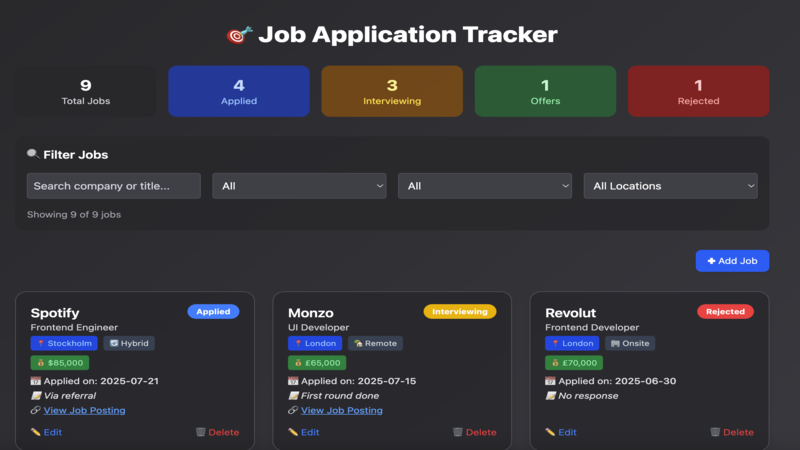 🎯 Job Application Tracker
9
Total Jobs
4
Applied
3
Interviewing
1
Offers
1
Rejected
🔍 Filter Jobs
Search company or title...
All
All
All Locations
Showing 9 of 9 jobs
➕ Add Job
Spotify
Applied
Frontend Engineer
📍 Stockholm
Hybrid
💰 $85,000
📅 Applied on: 2025-07-21
📝 Via referral
🔗 View Job Posting
✏️ Edit
🗑️ Delete
Monzo
Interviewing
UI Developer
📍 London
Remote
💰 £65,000
📅 Applied on: 2025-07-15
📝 First round done
🔗 View Job Posting
✏️ Edit
🗑️ Delete
Revolut
Rejected
Frontend Developer
📍 London
🏢 Onsite
💰 £70,000
📅 Applied on: 2025-06-30
📝 No response
✏️ Edit
🗑️ Delete